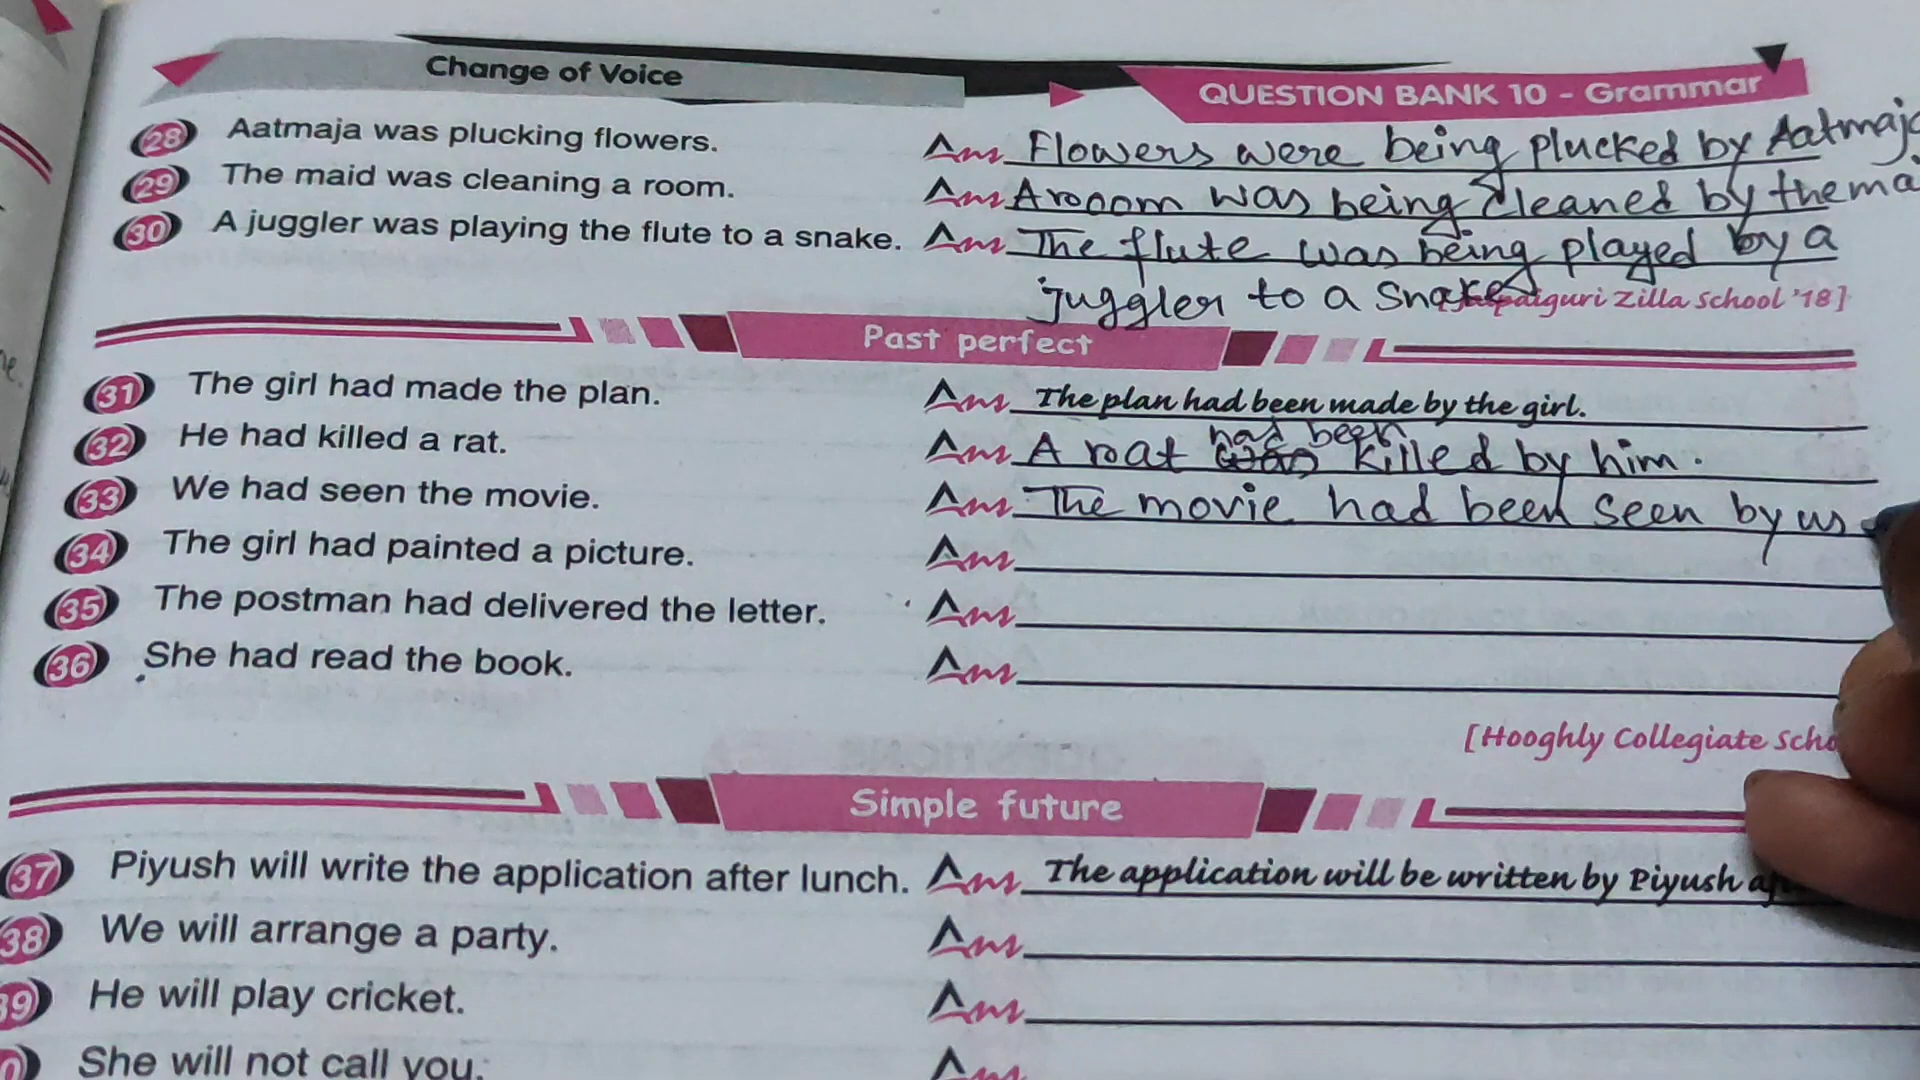 Change of Voice
QUESTION BANK 10 - Grammar
28 Aatmaja was plucking flowers. Ans Flowers were being plucked by Aatmaja
29 The maid was cleaning a room. Ans A rooom was being cleaned by the ma
30 A juggler was playing the flute to a snake. Ans The flute was being played by a
juggler to a snake
Zilla School '18]
Past perfect
31 The girl had made the plan. Ans The plan had been made by the girl.
had been
32 He had killed a rat. Ans A rat was killed by him.
33 We had seen the movie. Ans The movie had been seen by us
34 The girl had painted a picture. Ans
35 The postman had delivered the letter. Ans
36 She had read the book. Ans
[Hooghly Collegiate Scho
Simple future
37 Piyush will write the application after lunch. Ans The application will be written by Piyush
38 We will arrange a party. Ans
39 He will play cricket. Ans
She will not call you. Ans